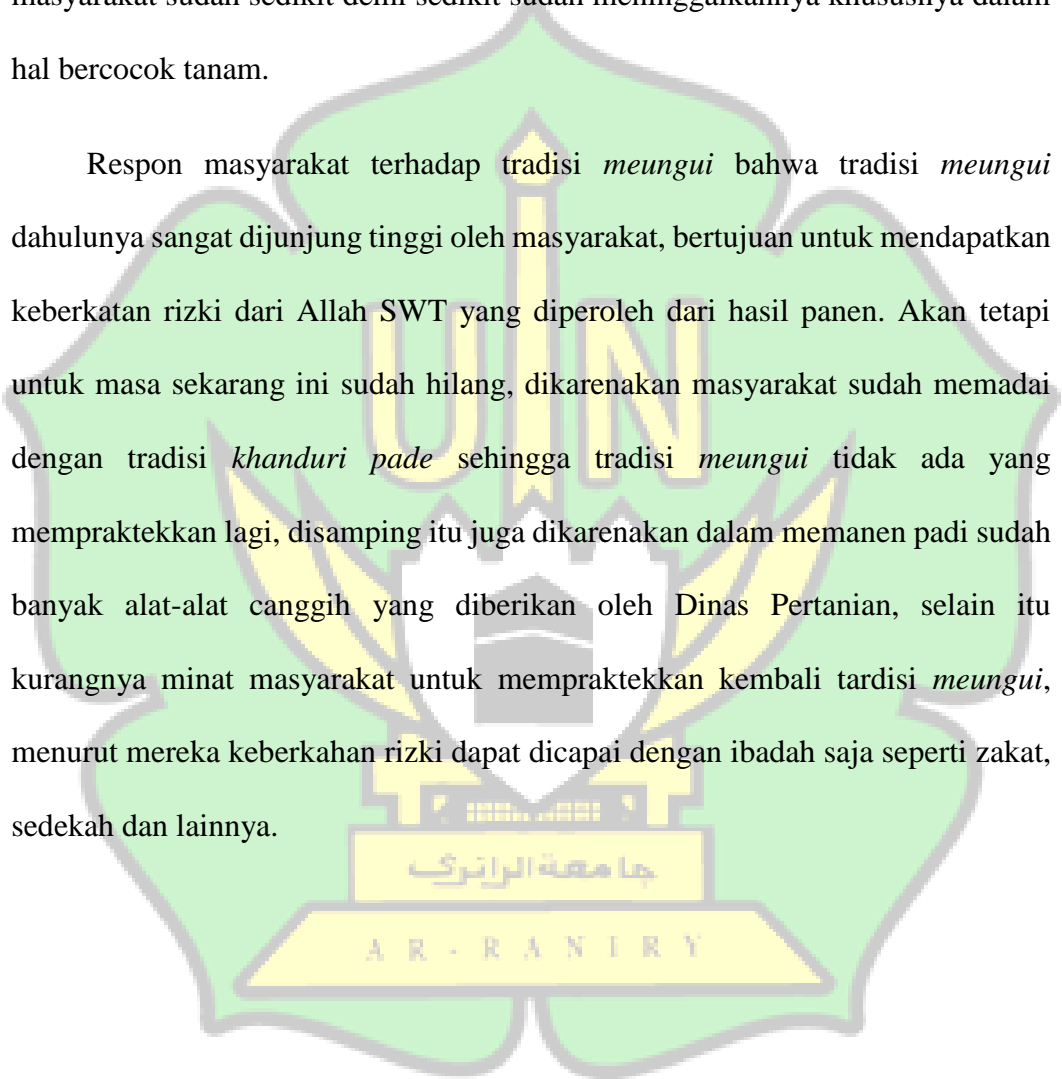 masyarakat sudah sedikit demi sedikit sudah meninggalkannya khususnya dalam
hal bercocok tanam.
Respon masyarakat terhadap tradisi meungui bahwa tradisi meungui
dahulunya sangat dijunjung tinggi oleh masyarakat, bertujuan untuk mendapatkan
keberkatan rizki dari Allah SWT yang diperoleh dari hasil panen. Akan tetapi
untuk masa sekarang ini sudah hilang, dikarenakan masyarakat sudah memadai
dengan tradisi khanduri pade sehingga tradisi meungui tidak ada yang
mempraktekkan lagi, disamping itu juga dikarenakan dalam memanen padi sudah
banyak alat-alat canggih yang diberikan oleh Dinas Pertanian, selain itu
kurangnya minat masyarakat untuk mempraktekkan kembali tardisi meungui,
menurut mereka keberkahan rizki dapat dicapai dengan ibadah saja seperti zakat,
sedekah dan lainnya.
UIN
جامعة الرانري
AR-RANIRY